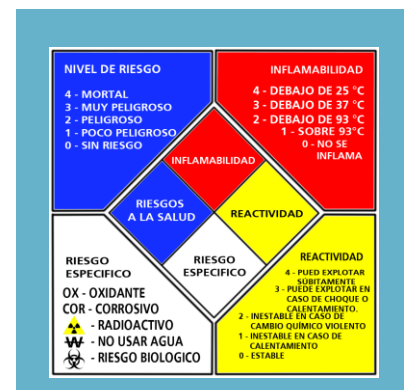 NIVEL DE RIESGO
4 - MORTAL
3 - MUY PELIGROSO
2 - PELIGROSO
1 - POCO PELIGROSO
0 - SIN RIESGO
INFLAMABILIDAD
4 - DEBAJO DE 25 °C
3 - DEBAJO DE 37 °C
2 - DEBAJO DE 93 °C
1 - SOBRE 93°C
0 - NO SE
INFLAMA
INFLAMABILIDAD
RIESGOS
A LA SALUD
REACTIVIDAD
RIESGO
ESPECIFICO
RIESGO
ESPECIFICO
OX - OXIDANTE
COR - CORROSIVO
- RADIOACTIVO
W - NO USAR AGUA
- RIESGO BIOLOGICO
REACTIVIDAD
4 - PUED EXPLOTAR
SÚBITAMENTE
3 - PUEDE EXPLOTAR EN
CASO DE CHOQUE O
CALENTAMIENTO.
2 - INESTABLE EN CASO DE
CAMBIO QUÍMICO VIOLENTO
1 - INESTABLE EN CASO DE
CALENTAMIENTO
0 - ESTABLE